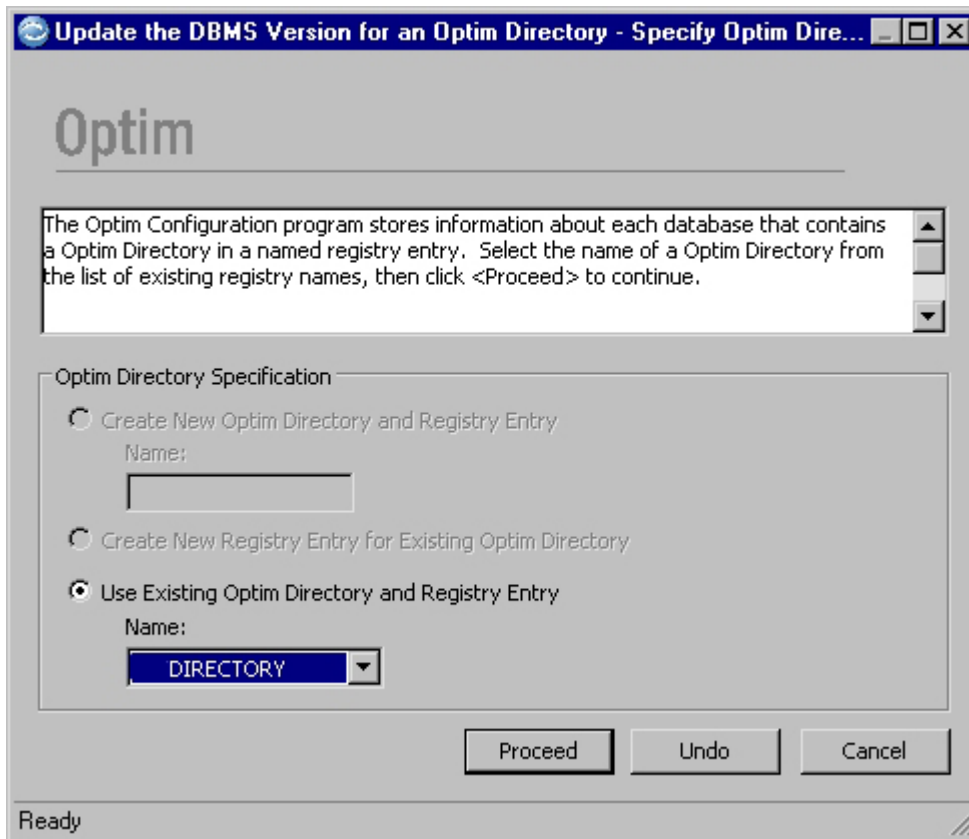 Update the DBMS Version for an Optim Directory - Specify Optim Dire...
Optim
The Optim Configuration program stores information about each database that contains
a Optim Directory in a named registry entry.  Select the name of a Optim Directory from
the list of existing registry names, then click <Proceed> to continue.
Optim Directory Specification
Create New Optim Directory and Registry Entry
Name:
Create New Registry Entry for Existing Optim Directory
Use Existing Optim Directory and Registry Entry
Name:
DIRECTORY
Proceed Undo Cancel
Ready